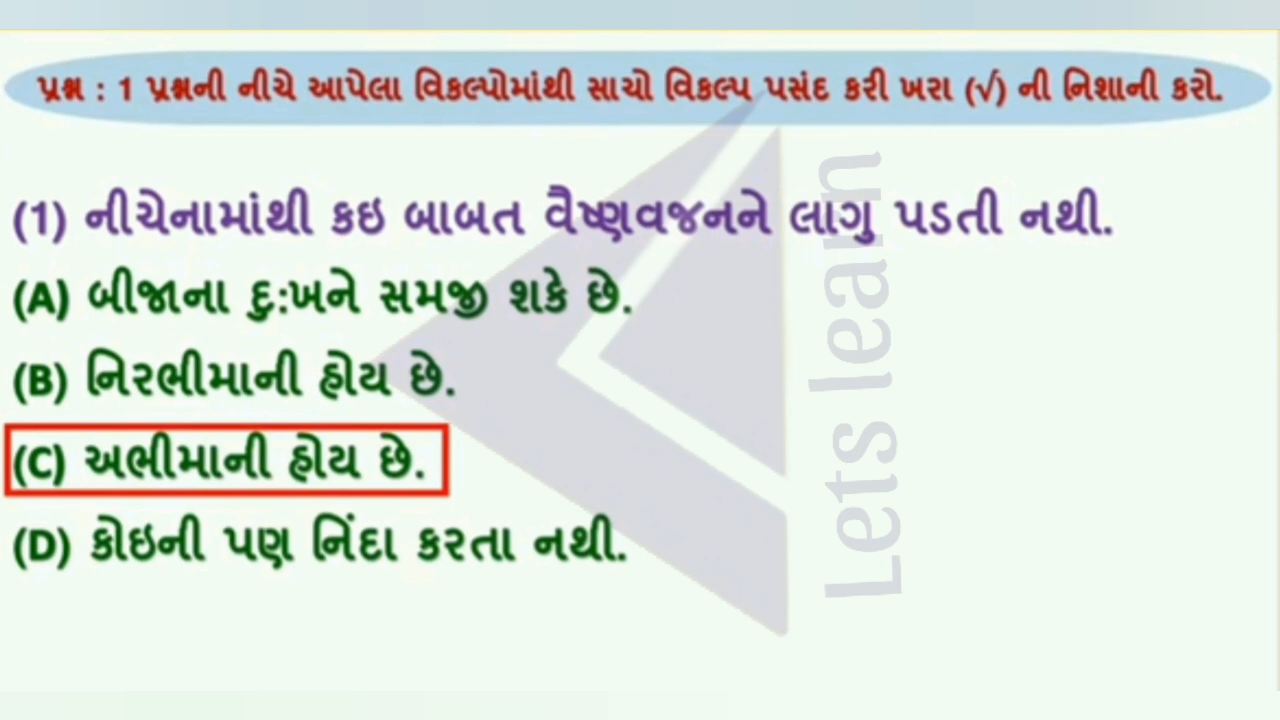 પ્રશ્ન : 1 પ્રશ્નની નીચે આપેલા વિકલ્પોમાંથી સાચો વિકલ્પ પસંદ કરી ખરા (√) ની નિશાની કરો.
(1) નીચેનામાંથી કઇ બાબત વૈષ્ણવજનને લાગુ પડતી નથી.
(A) બીજાના દુ:ખને સમજી શકે છે.
(B) નિરભીમાની હોય છે.
(C) અભીમાની હોય છે.
(D) કોઇની પણ નિંદા કરતા નથી.
Lets learn